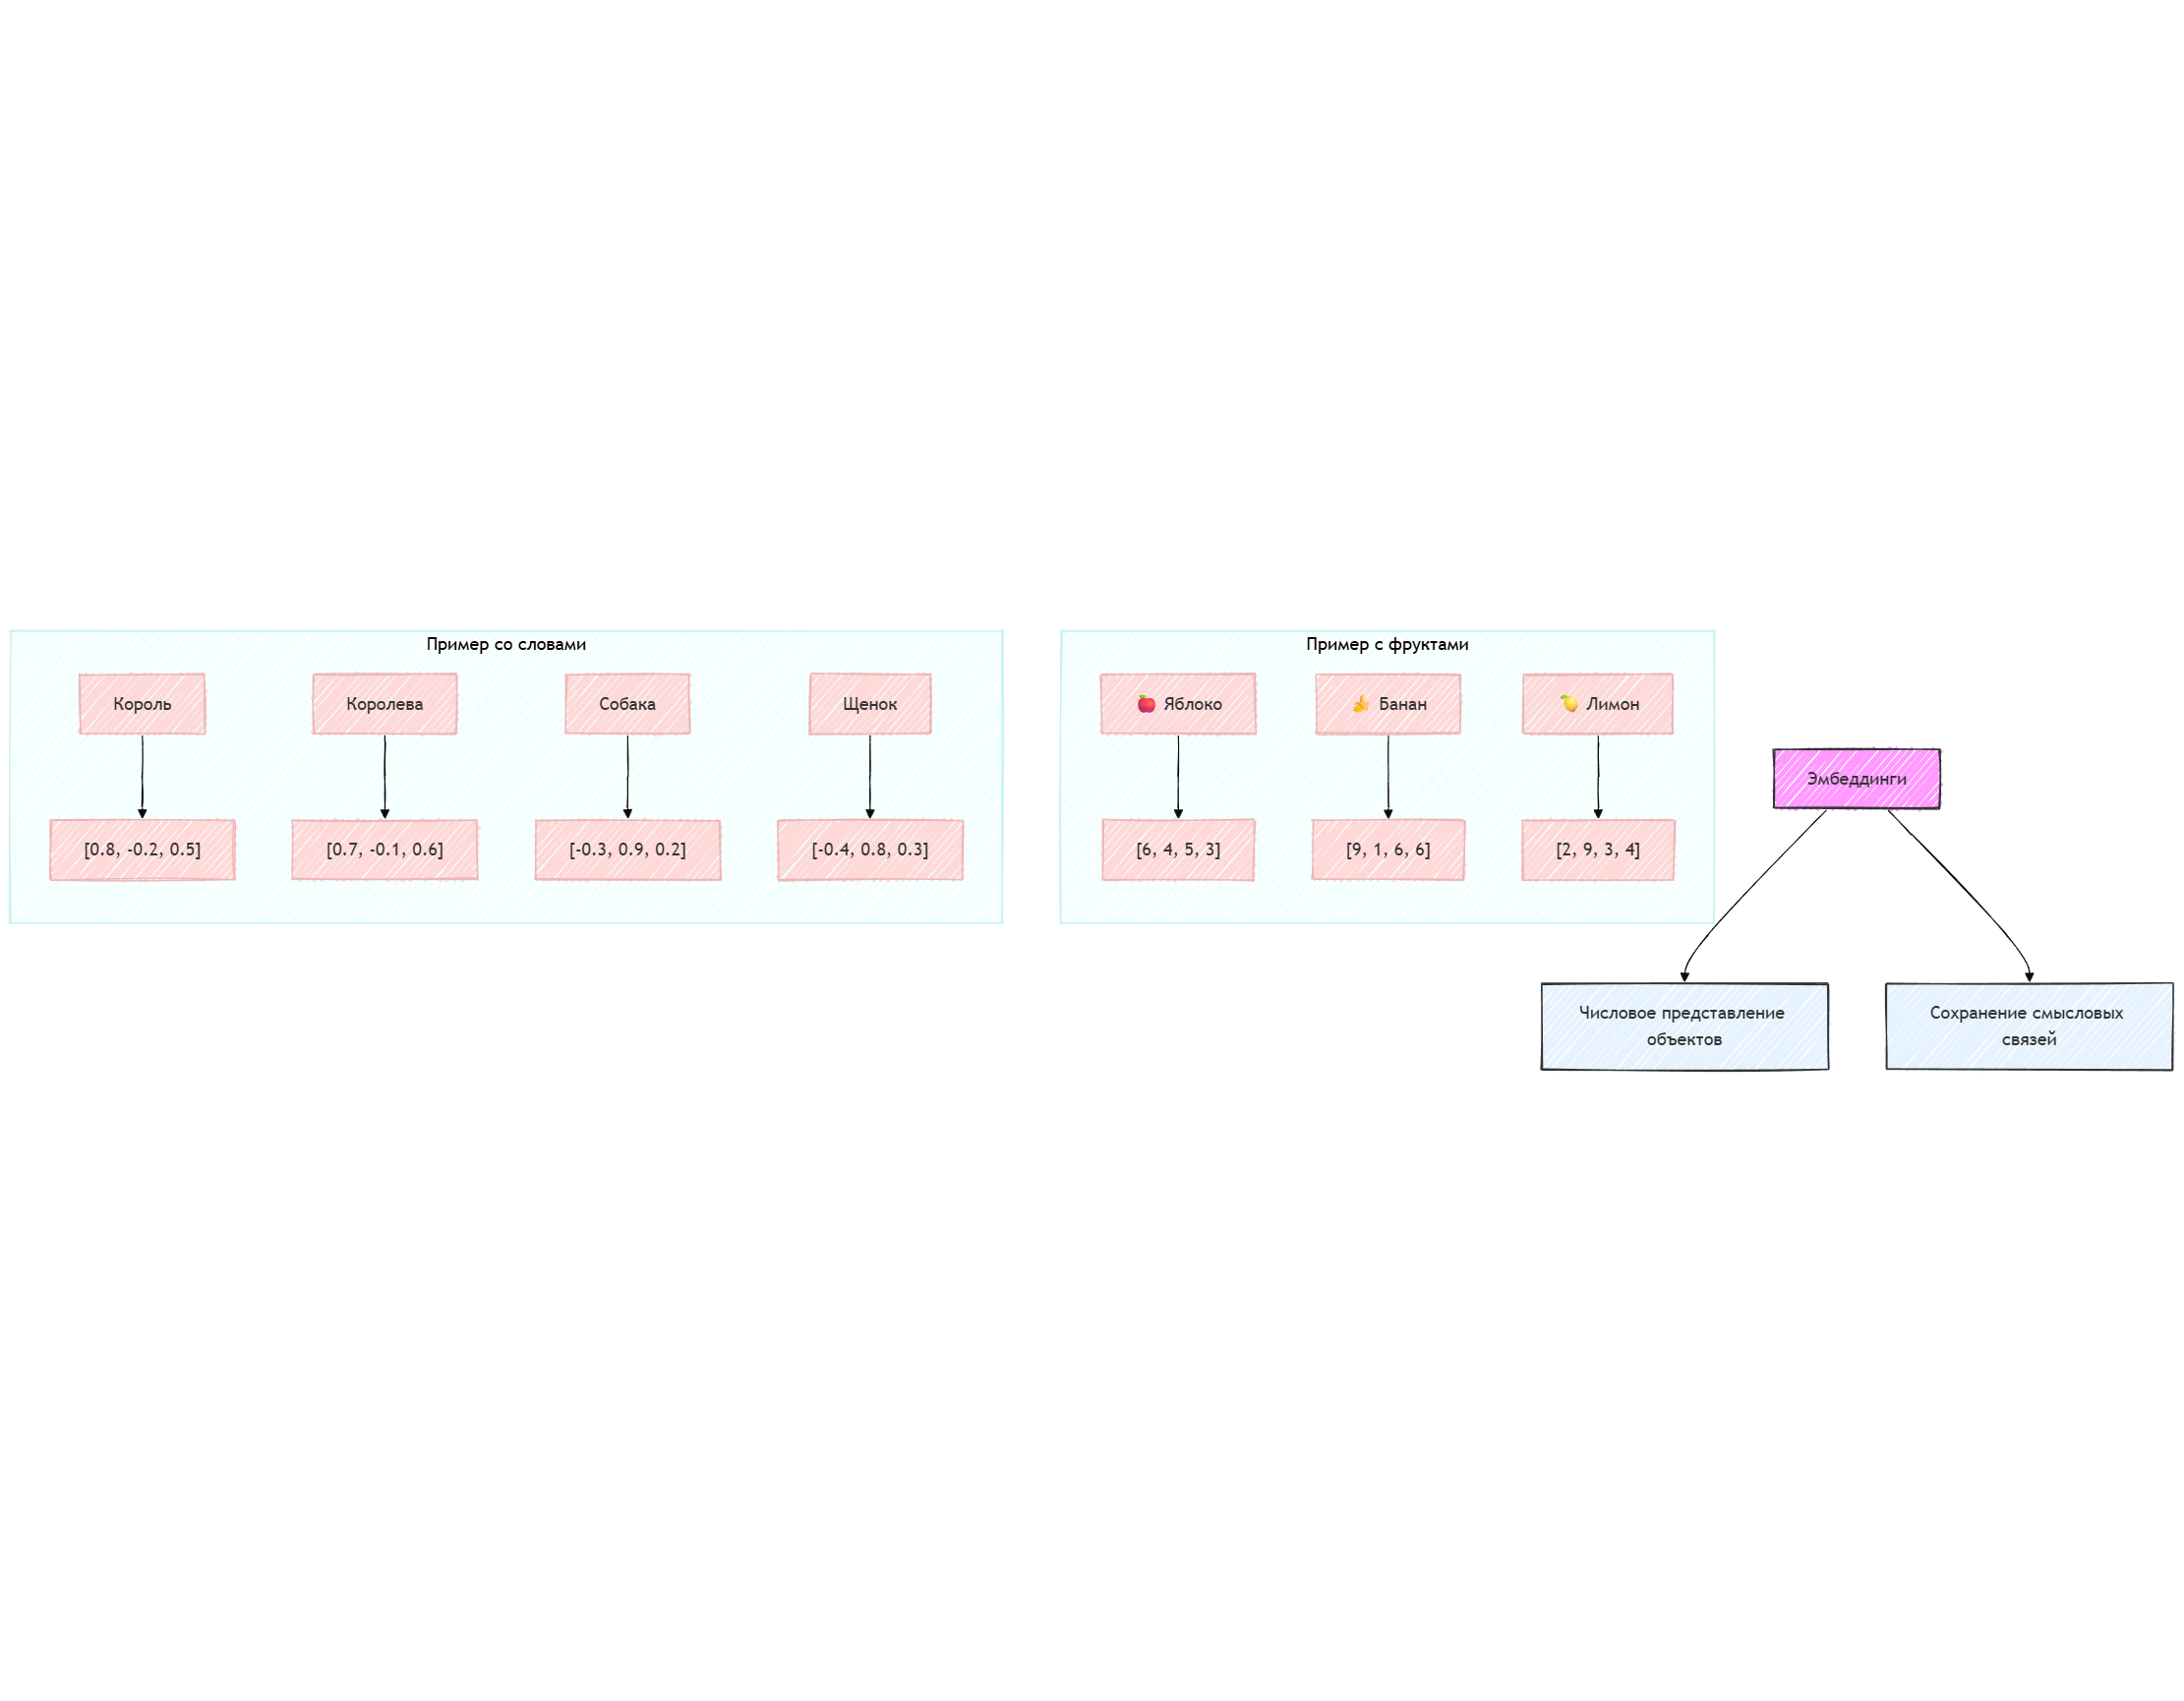 Пример со словами
Король
Королева
Собака
Щенок
[0.8, -0.2, 0.5]
[0.7, -0.1, 0.6]
[-0.3, 0.9, 0.2]
[-0.4, 0.8, 0.3]
Пример с фруктами
🍎 Яблоко
🍌 Банан
🍋 Лимон
[6, 4, 5, 3]
[9, 1, 6, 6]
[2, 9, 3, 4]
Эмбеддинги
Числовое представление
объектов
Сохранение смысловых
связей